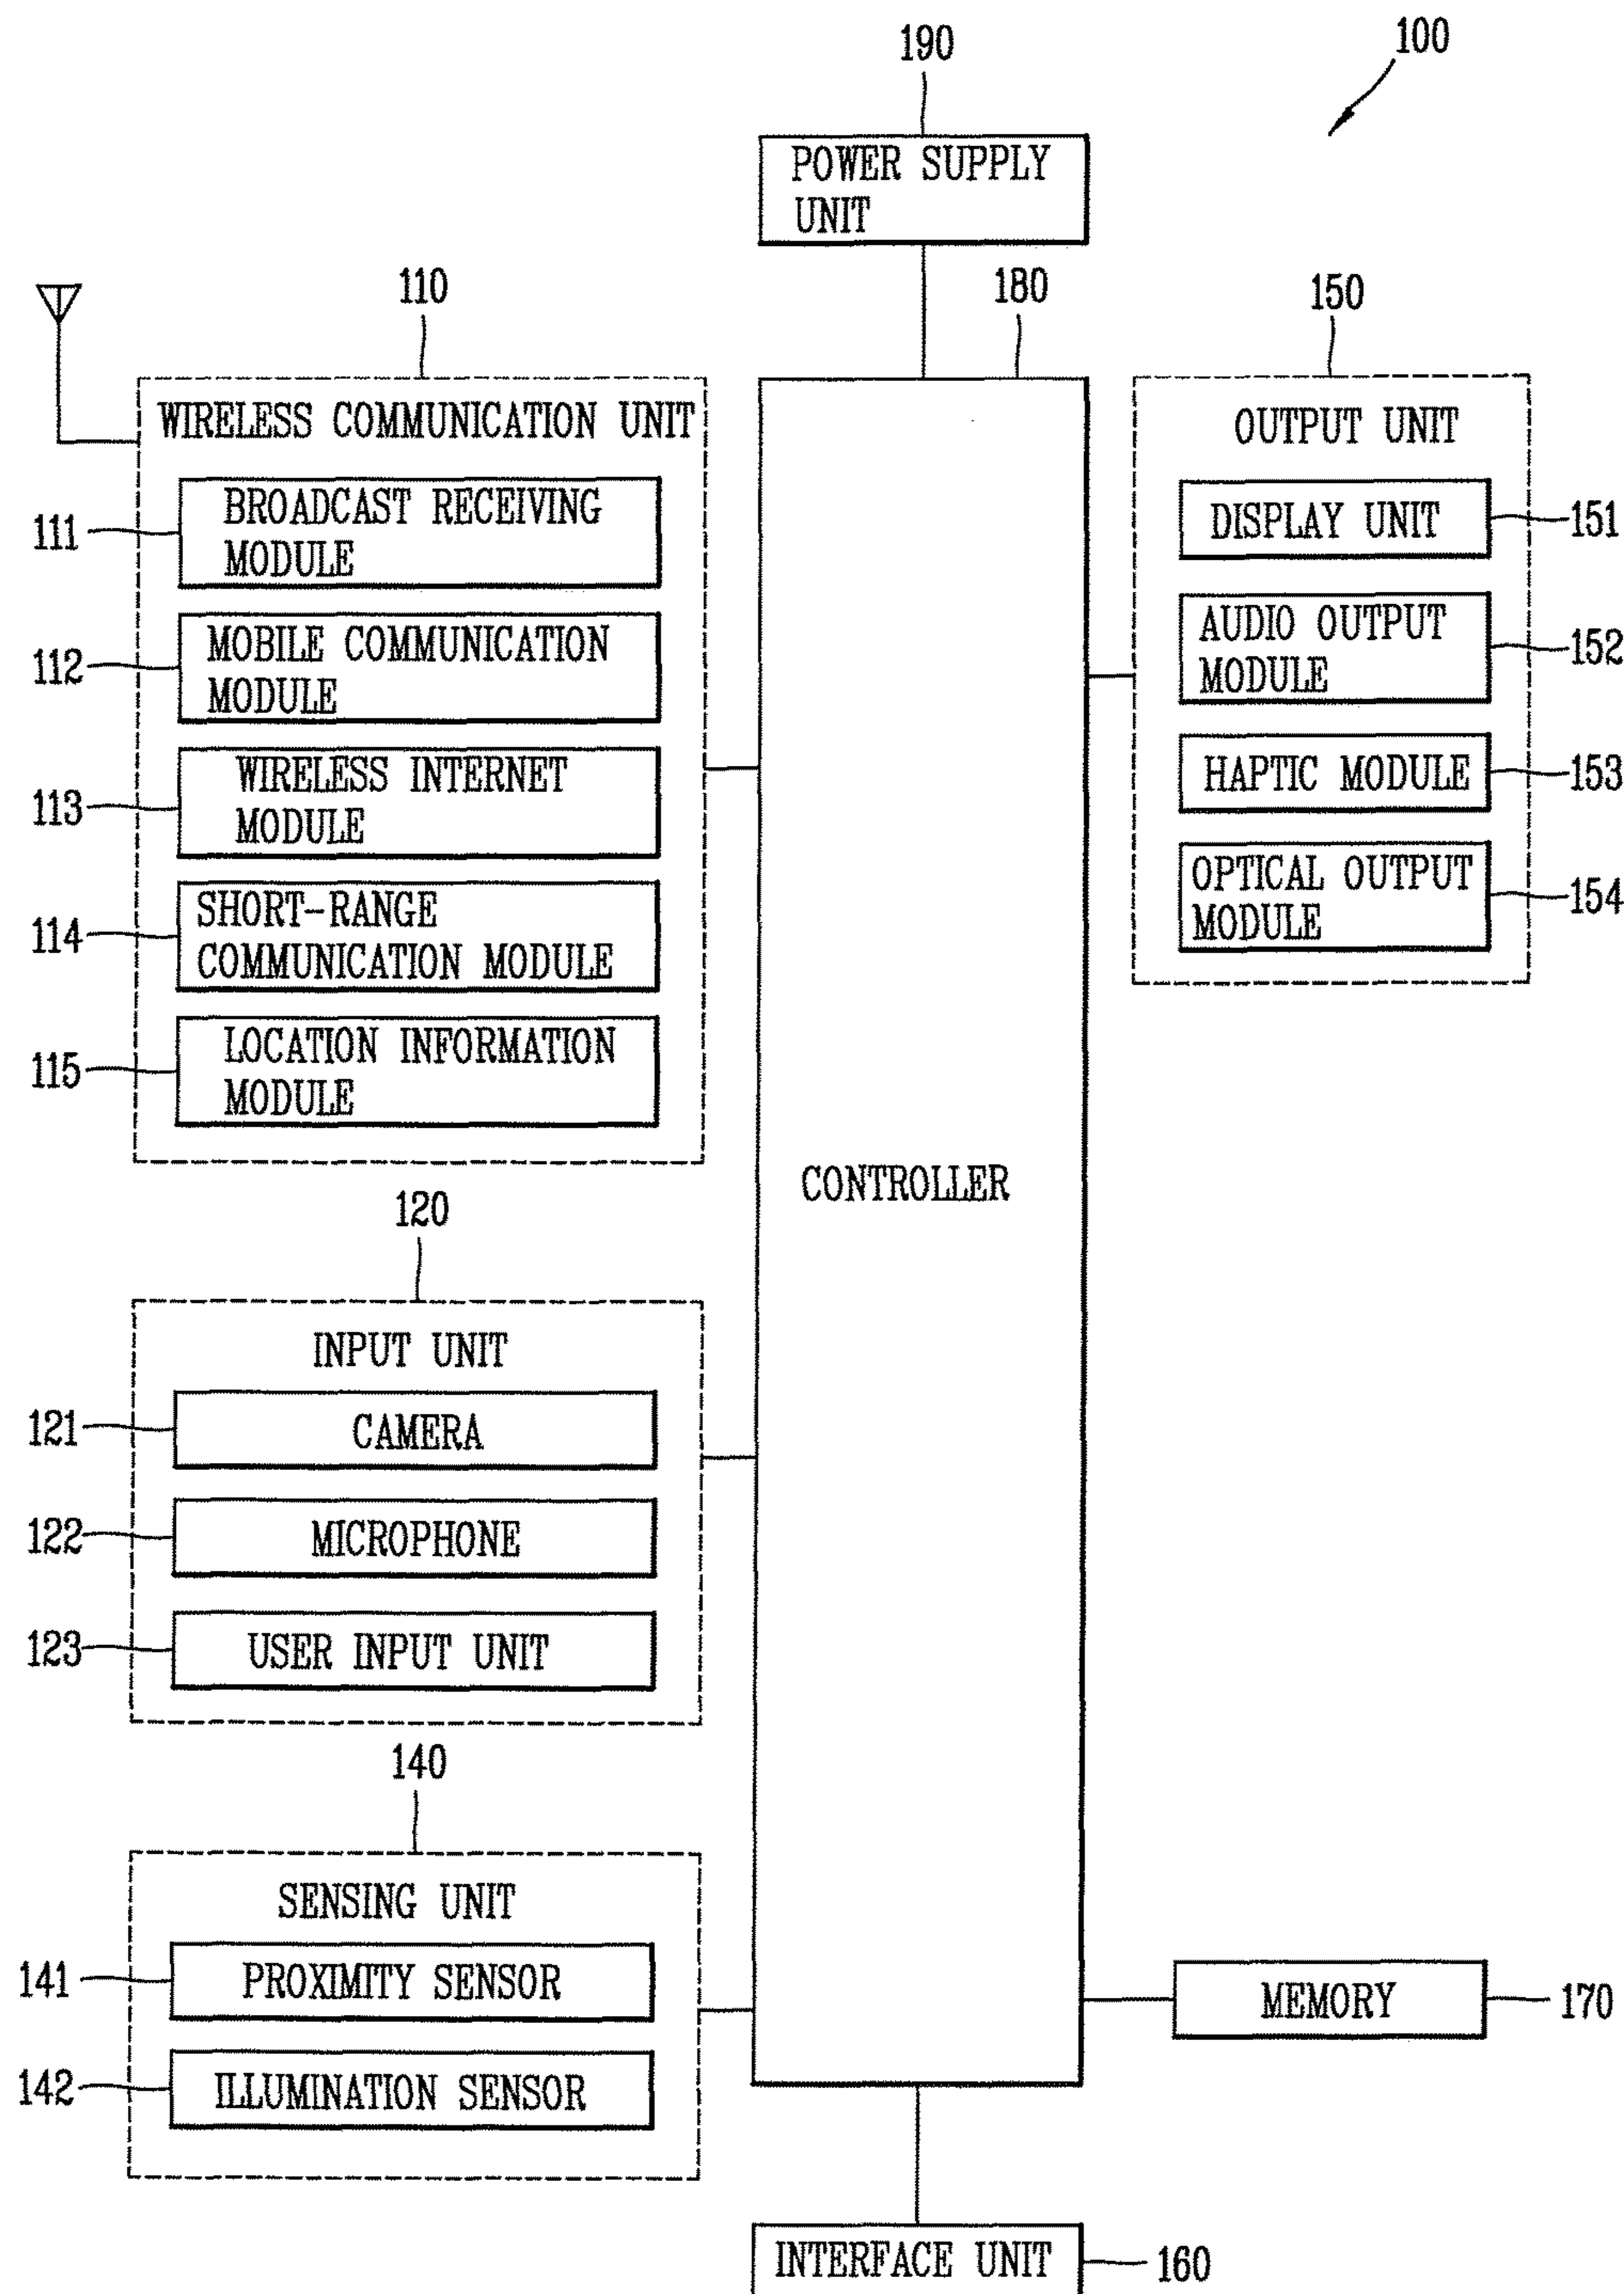 100
190
POWER SUPPLY
UNIT
110
180
150
WIRELESS COMMUNICATION UNIT
111
BROADCAST RECEIVING
MODULE
112
MOBILE COMMUNICATION
MODULE
113
WIRELESS INTERNET
MODULE
114
SHORT-RANGE
COMMUNICATION MODULE
115
LOCATION INFORMATION
MODULE
OUTPUT UNIT
DISPLAY UNIT
151
AUDIO OUTPUT
MODULE
152
HAPTIC MODULE
153
OPTICAL OUTPUT
MODULE
154
CONTROLLER
120
INPUT UNIT
121
CAMERA
122
MICROPHONE
123
USER INPUT UNIT
140
SENSING UNIT
141
PROXIMITY SENSOR
142
ILLUMINATION SENSOR
MEMORY
170
INTERFACE UNIT
160